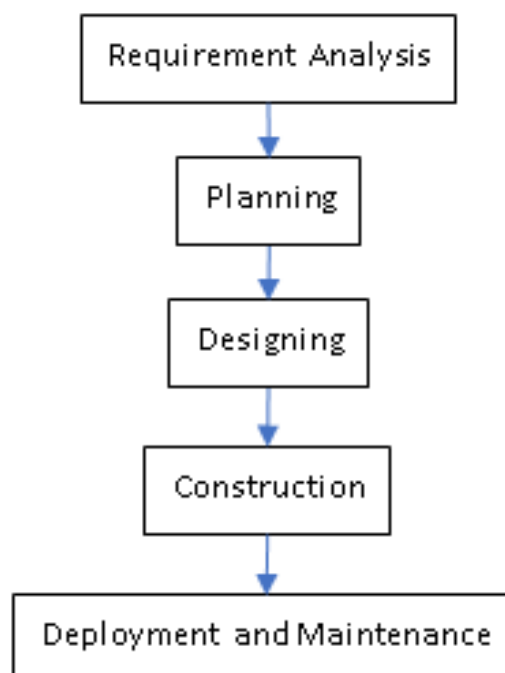 Requirement Analysis
Planning
Designing
Construction
Deployment and Maintenance